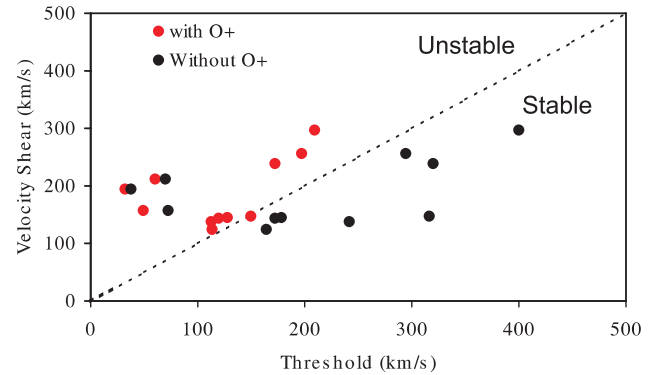 500
with O+
Without O+
Unstable
400
Stable
300
200
100
0
Velocity Shear (km/s)
0 100 200 300 400 500
Threshold (km/s)